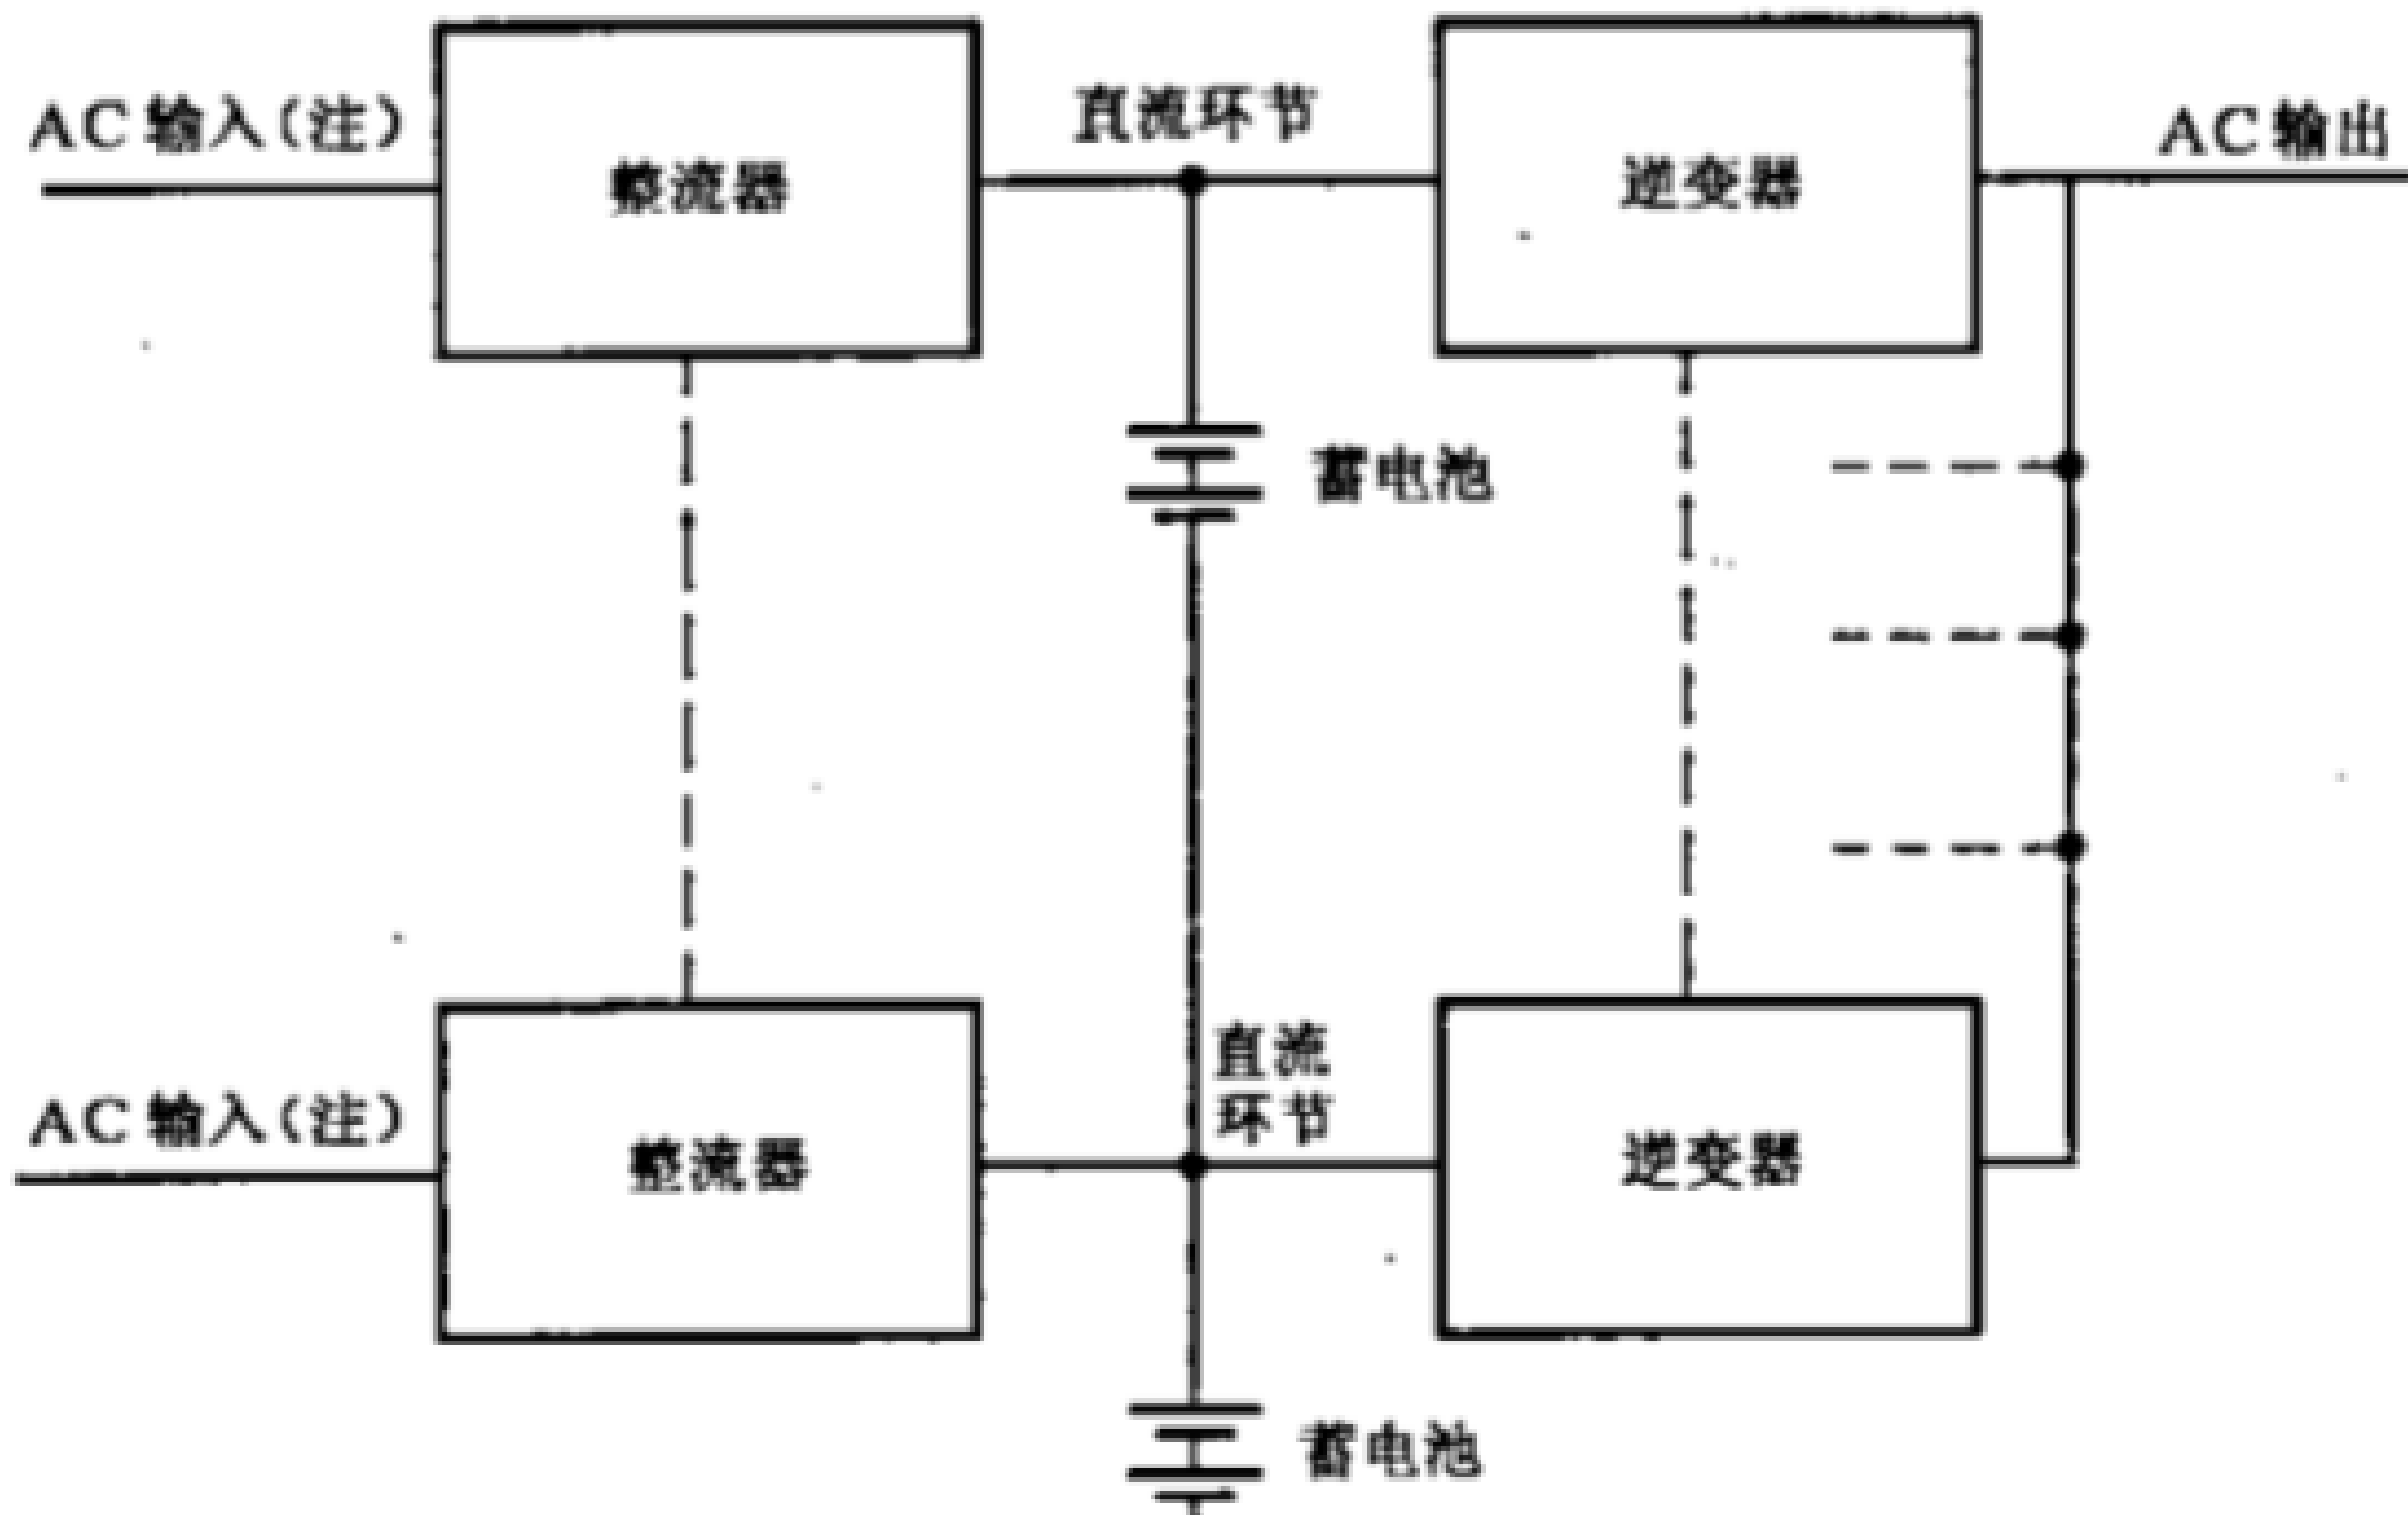 AC 输入(注)
整流器
直流环节
逆变器
AC 输出
蓄电池
AC 输入(注)
整流器
直流
环节
逆变器
蓄电池